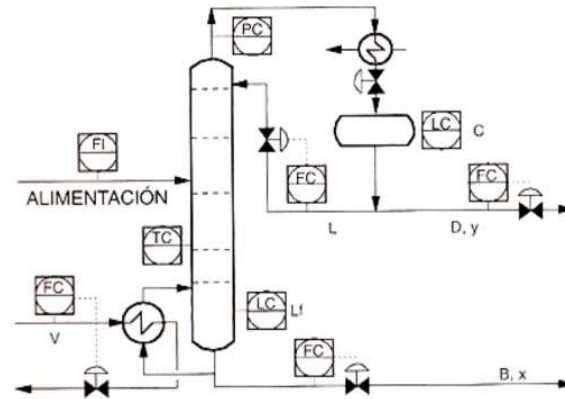 PC
LC C
FI
FC
FC
ALIMENTACIÓN
L
D, y
TC
FC
LC Lf
V
FC
B, x